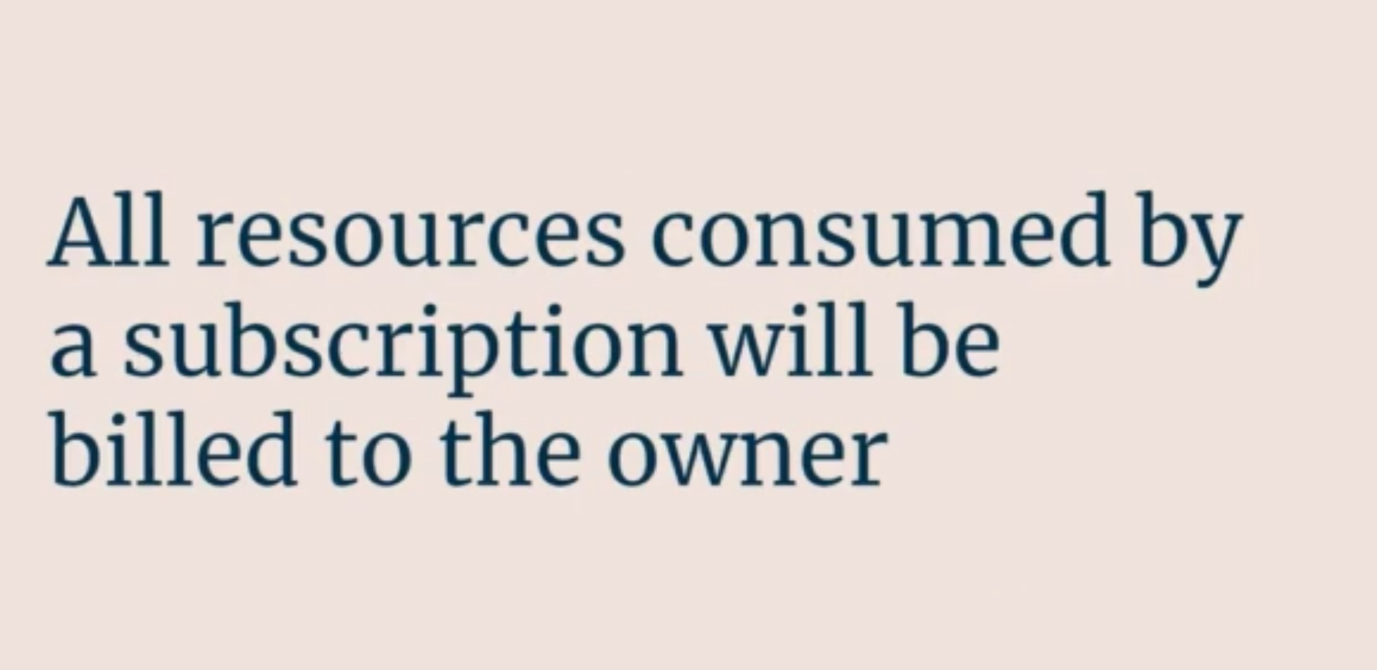 All resources consumed by
a subscription will be
billed to the owner